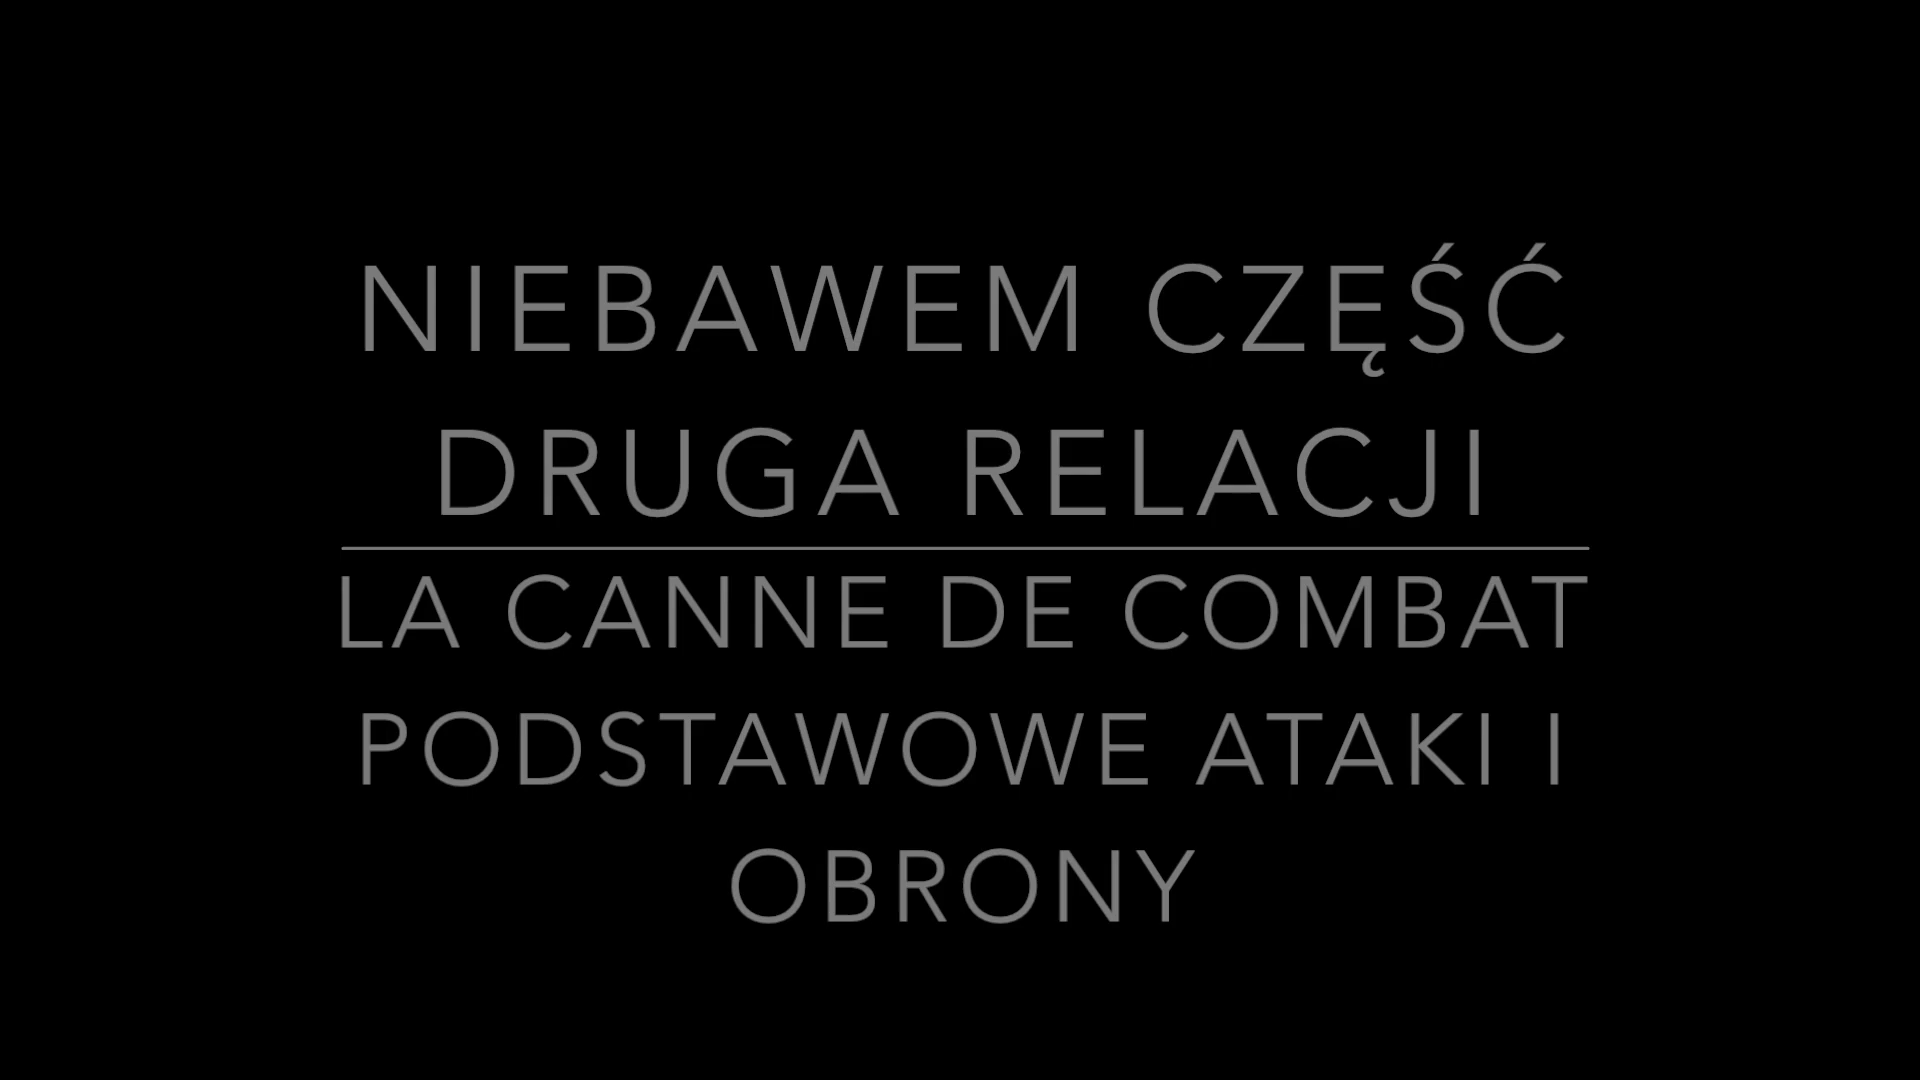 NIEBAWEM CZĘŚĆ
DRUGA RELACJI
LA CANNE DE COMBAT
PODSTAWOWE ATAKI I
OBRONY